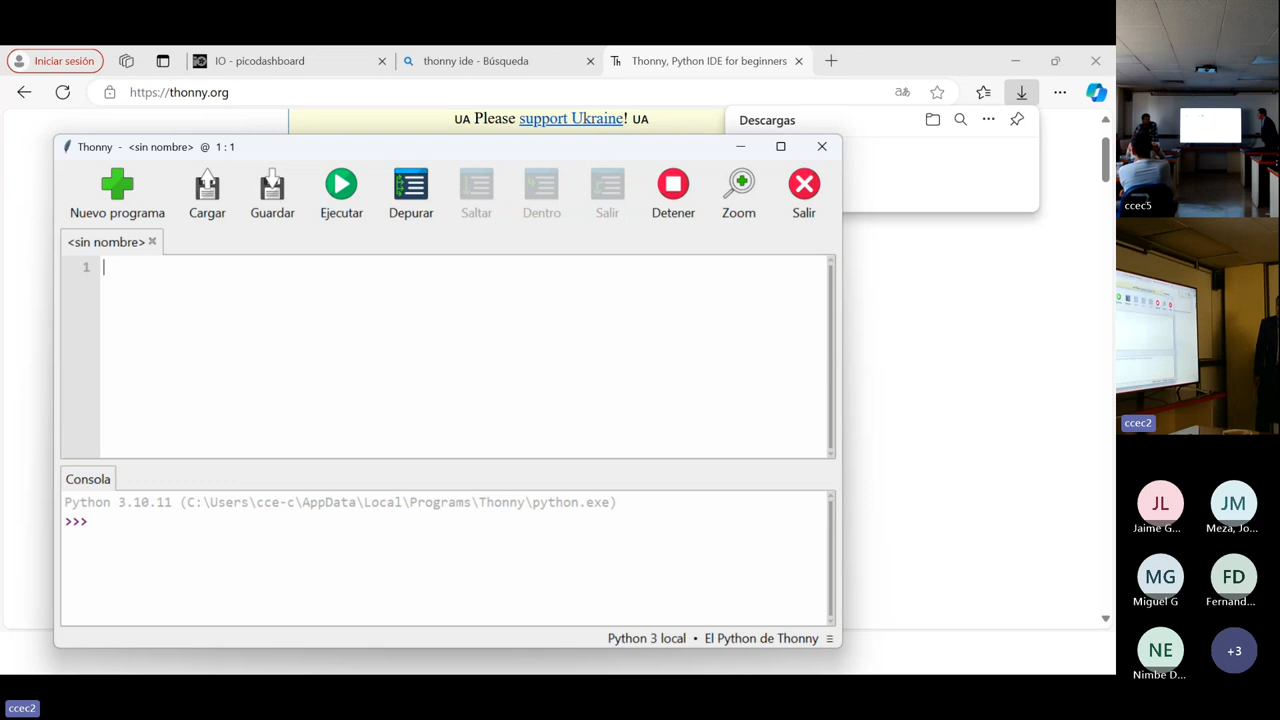 Iniciar sesión
IO - picodashboard
thonny ide - Búsqueda
Th Thonny, Python IDE for beginners
https://thonny.org
UA Please support Ukraine! UA
Descargas
Thonny - <sin nombre> @ 1 : 1
Nuevo programa
Cargar
Guardar
Ejecutar
Depurar
Saltar
Dentro
Salir
Detener
Zoom
Salir
<sin nombre>
1
Consola
Python 3.10.11 (C:\Users\cce-c\AppData\Local\Programs\Thonny\python.exe)
>>>
Python 3 local • El Python de Thonny
ccec5
ccec2
JL
Jaime G...
JM
Meza, Jo...
MG
Miguel G
FD
Fernand...
NE
Nimbe D...
+3
ccec2